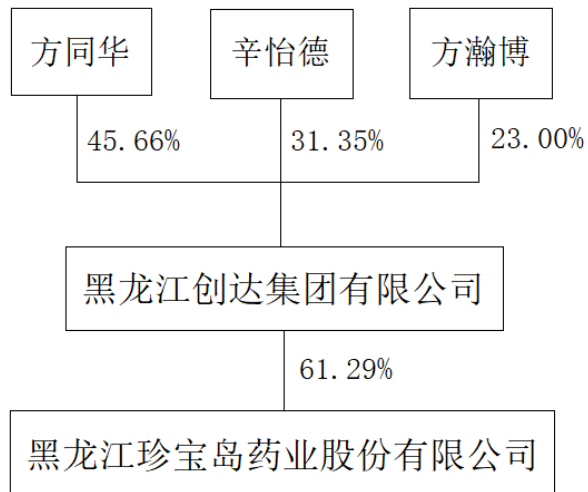 方同华 辛怡德 方瀚博
45.66% 31.35% 23.00%
黑龙江创达集团有限公司
61.29%
黑龙江珍宝岛药业股份有限公司